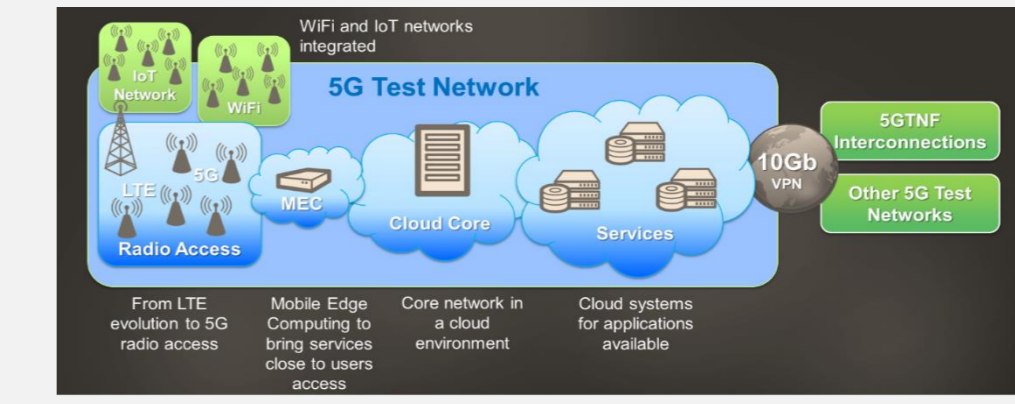 WiFi and IoT networks
integrated
IoT
Network
WiFi
5G Test Network
LTE
5G
Radio Access
MEC
Cloud Core
Services
10Gb
VPN
5GTNF
Interconnections
Other 5G Test
Networks
From LTE
evolution to 5G
radio access
Mobile Edge
Computing to
bring services
close to users
access
Core network in
a cloud
environment
Cloud systems
for applications
available